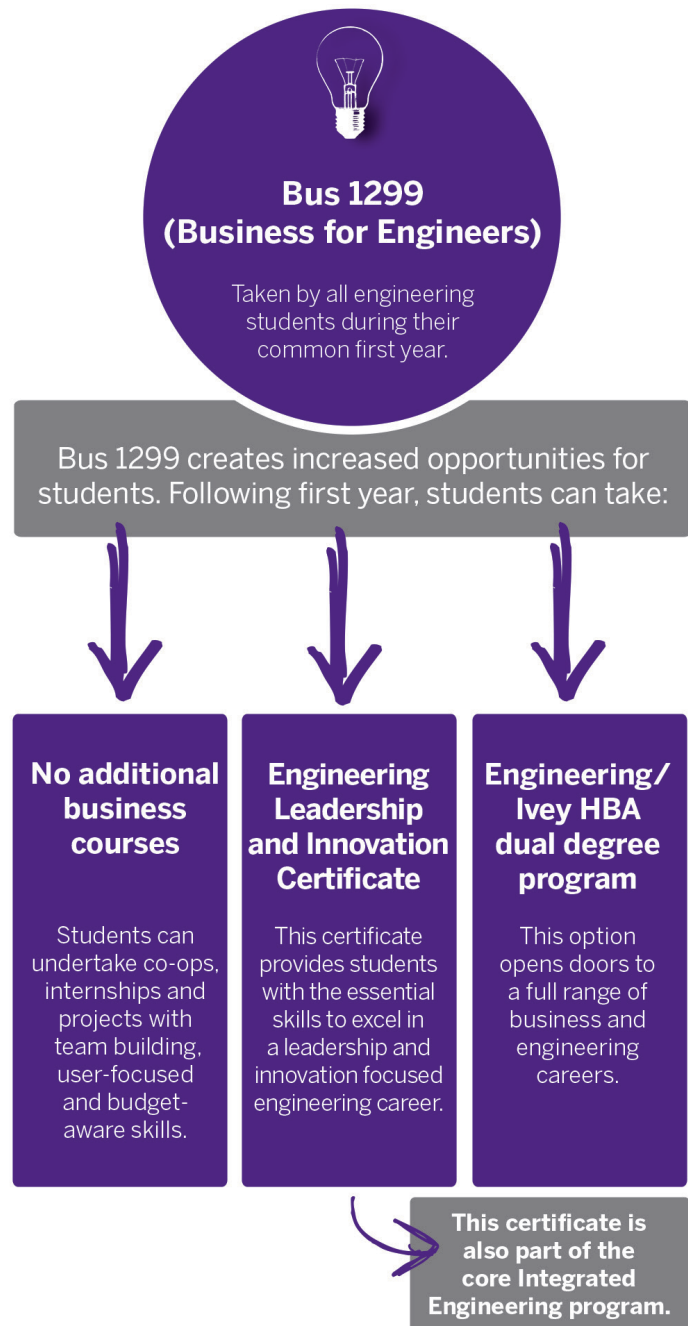 Bus 1299
(Business for Engineers)
Taken by all engineering
students during their
common first year.
Bus 1299 creates increased opportunities for
students. Following first year, students can take:
No additional
business
courses
Students can
undertake co-ops,
internships and
projects with
team building,
user-focused
and budget-
aware skills.
Engineering
Leadership
and Innovation
Certificate
This certificate
provides students
with the essential
skills to excel in
a leadership and
innovation focused
engineering career.
Engineering/
Ivey HBA
dual degree
program
This option
opens doors to
a full range of
business and
engineering
careers.
This certificate is
also part of the
core Integrated
Engineering program.